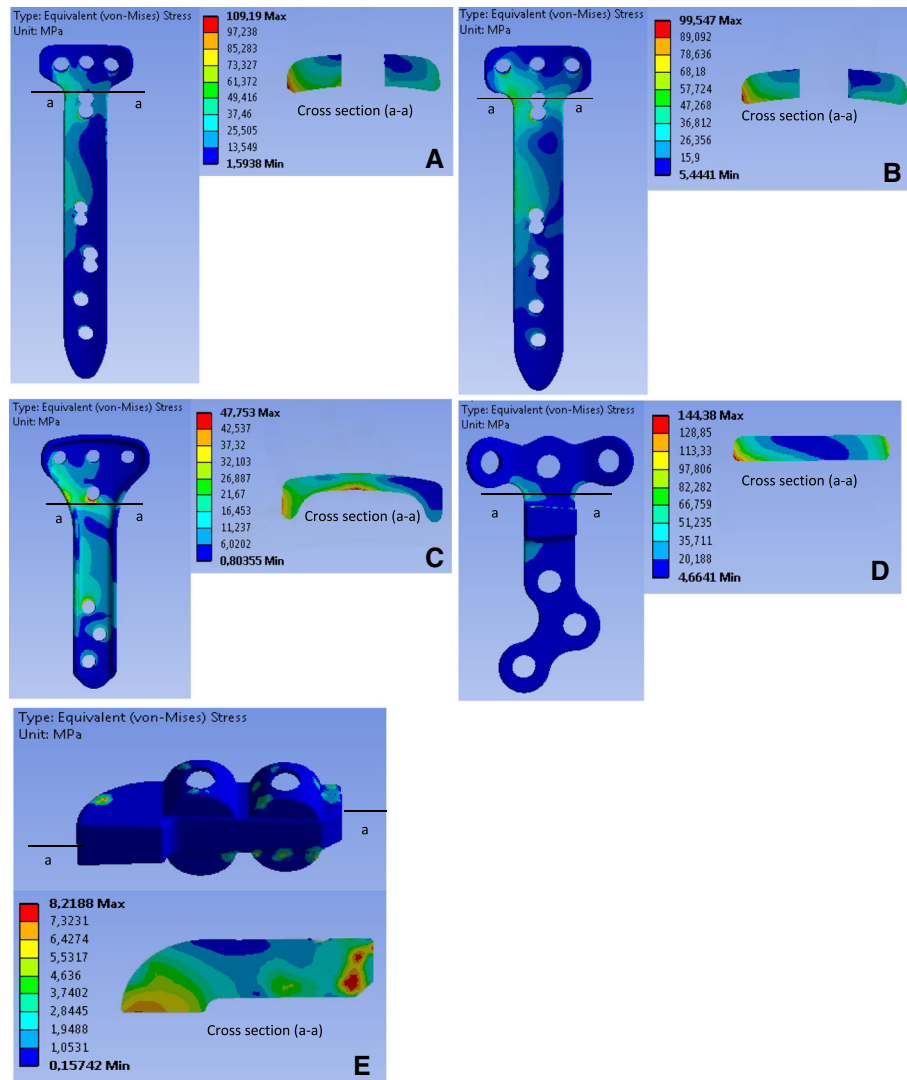 Type: Equivalent (von-Mises) Stress
Unit: MPa
a
a
109,19 Max
97,238
85,283
73,327
61,372
49,416
37,46
25,505
13,549
1,5938 Min
Cross section (a-a)
A
Type: Equivalent (von-Mises) Stress
Unit: MPa
a
a
99,547 Max
89,092
78,636
68,18
57,724
47,268
36,812
26,356
15,9
5,4441 Min
Cross section (a-a)
B
Type: Equivalent (von-Mises) Stress
Unit: MPa
a
a
47,753 Max
42,537
37,32
32,103
26,887
21,67
16,453
11,237
6,0202
0,80355 Min
Cross section (a-a)
C
Type: Equivalent (von-Mises) Stress
Unit: MPa
a
a
144,38 Max
128,85
113,33
97,806
82,282
66,759
51,235
35,711
20,188
4,6641 Min
Cross section (a-a)
D
Type: Equivalent (von-Mises) Stress
Unit: MPa
a
a
8,2188 Max
7,3231
6,4274
5,5317
4,636
3,7402
2,8445
1,9488
1,0531
0,15742 Min
Cross section (a-a)
E